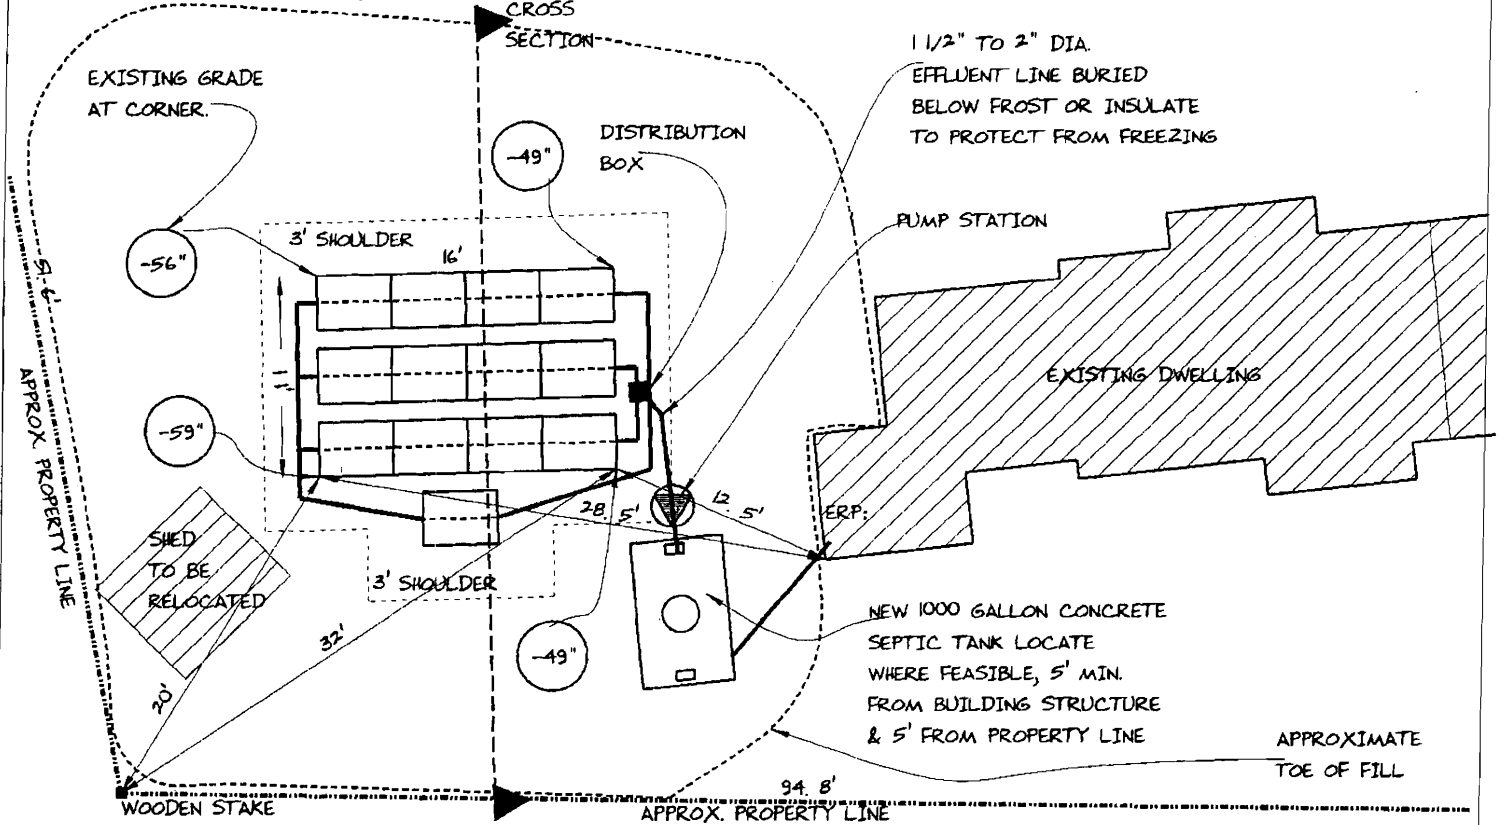 CROSS
SECTION
1 1/2" TO 2" DIA.
EFFLUENT LINE BURIED
BELOW FROST OR INSULATE
TO PROTECT FROM FREEZING
EXISTING GRADE
AT CORNER.
DISTRIBUTION
BOX
-49"
PUMP STATION
3' SHOULDER
16'
-56"
51.6'
11'
EXISTING DWELLING
APPROX. PROPERTY LINE
-59"
28.5'
12.5'
ERP:
SHED
TO BE
RELOCATED
3' SHOULDER
32'
20'
-49"
NEW 1000 GALLON CONCRETE
SEPTIC TANK LOCATE
WHERE FEASIBLE, 5' MIN.
FROM BUILDING STRUCTURE
& 5' FROM PROPERTY LINE
APPROXIMATE
TOE OF FILL
94.8'
WOODEN STAKE
APPROX. PROPERTY LINE